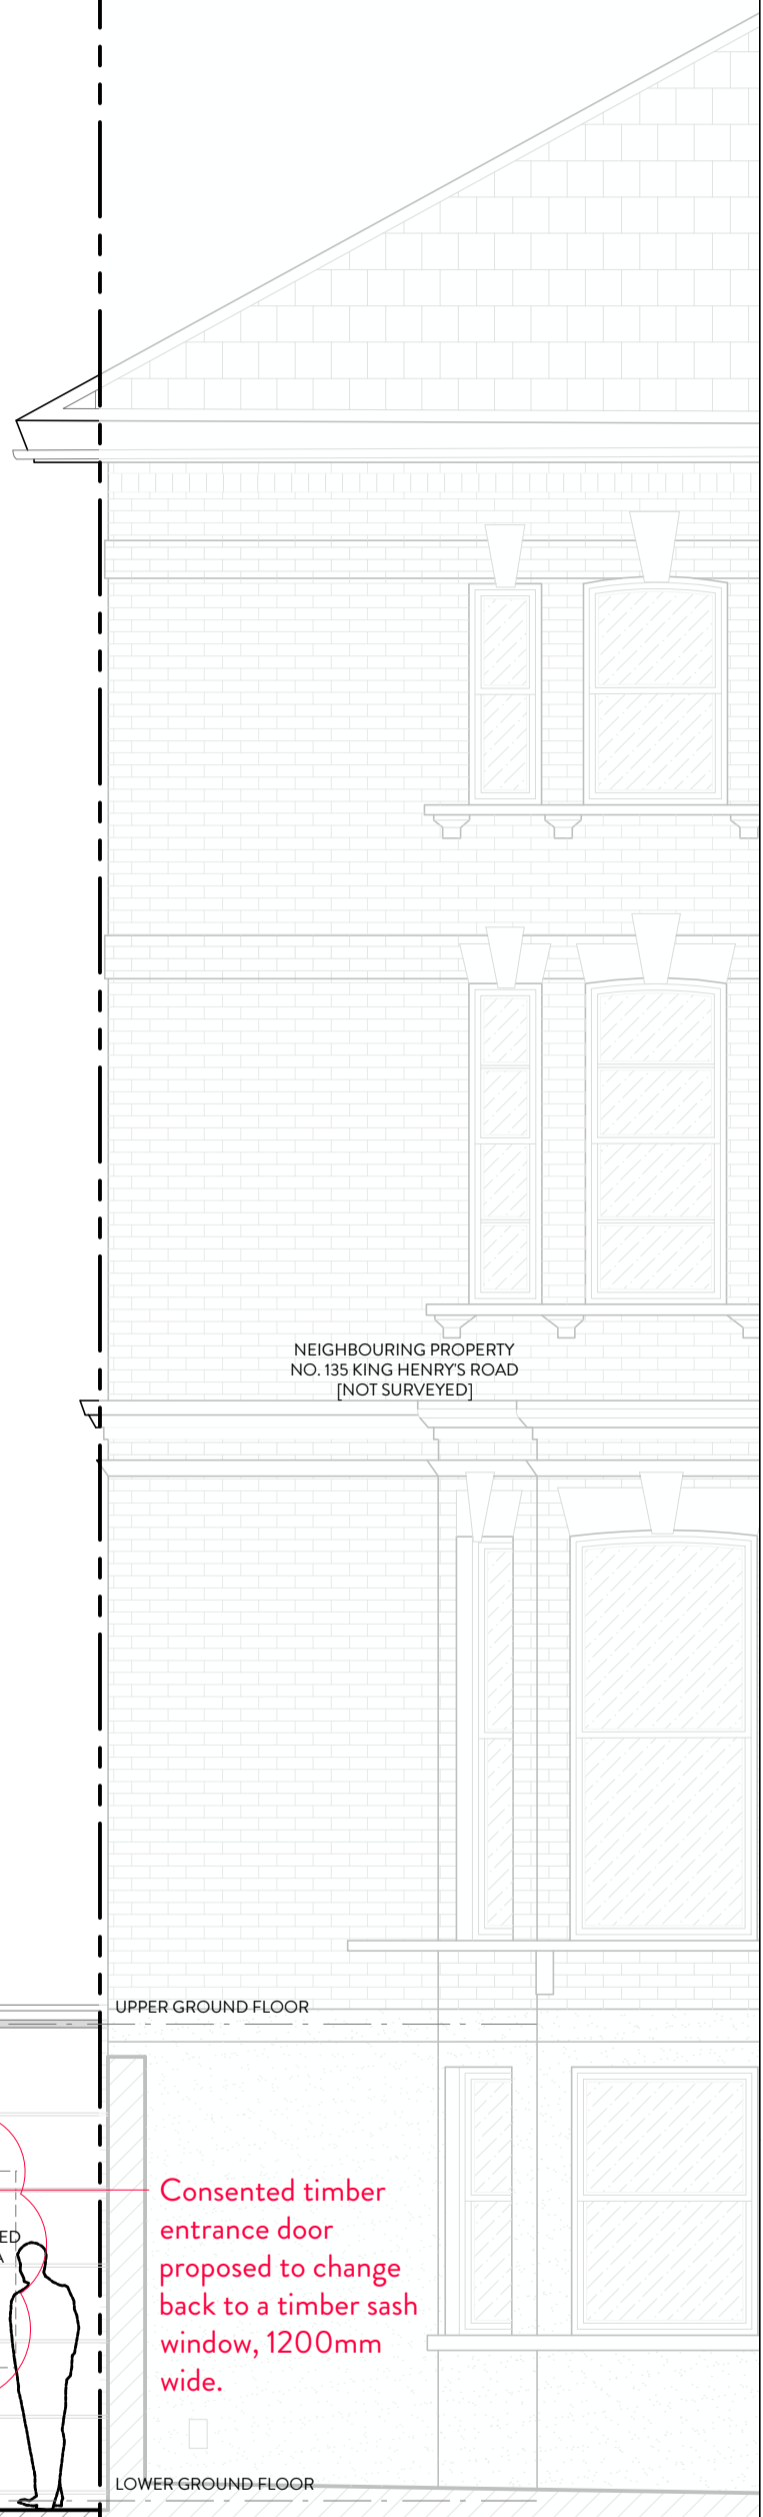 NEIGHBOURING PROPERTY
NO. 135 KING HENRY'S ROAD
[NOT SURVEYED]
UPPER GROUND FLOOR
Consented timber
entrance door
proposed to change
back to a timber sash
window, 1200mm
wide.
ED
A
LOWER GROUND FLOOR